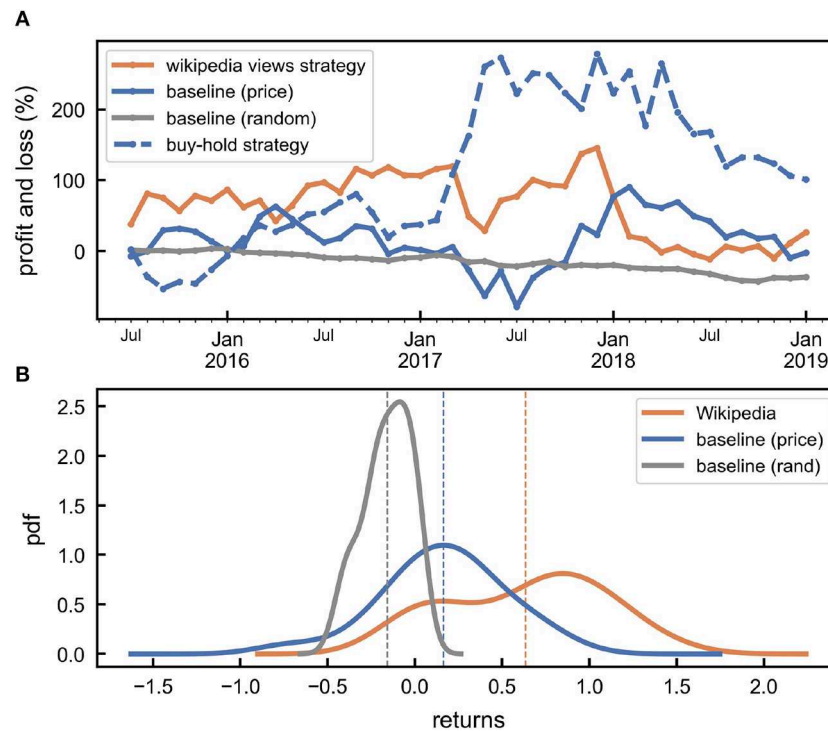 A
wikipedia views strategy
baseline (price)
baseline (random)
buy-hold strategy
profit and loss (%)
200
100
0
Jul Jan Jul Jan Jul Jan Jul Jan
2016 2017 2018 2019
B
Wikipedia
baseline (price)
baseline (rand)
pdf
2.5
2.0
1.5
1.0
0.5
0.0
−1.5 −1.0 −0.5 0.0 0.5 1.0 1.5 2.0
returns